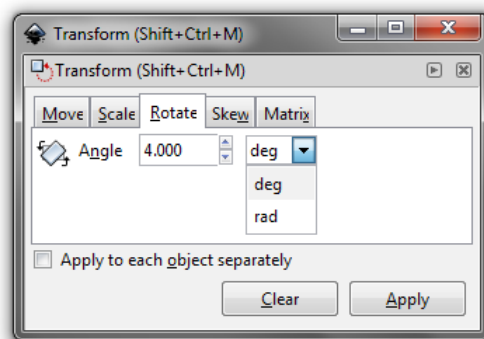 Transform (Shift+Ctrl+M)
Transform (Shift+Ctrl+M)
Move Scale Rotate Skew Matrix
Angle 4.000 deg
deg
rad
Apply to each object separately
Clear Apply